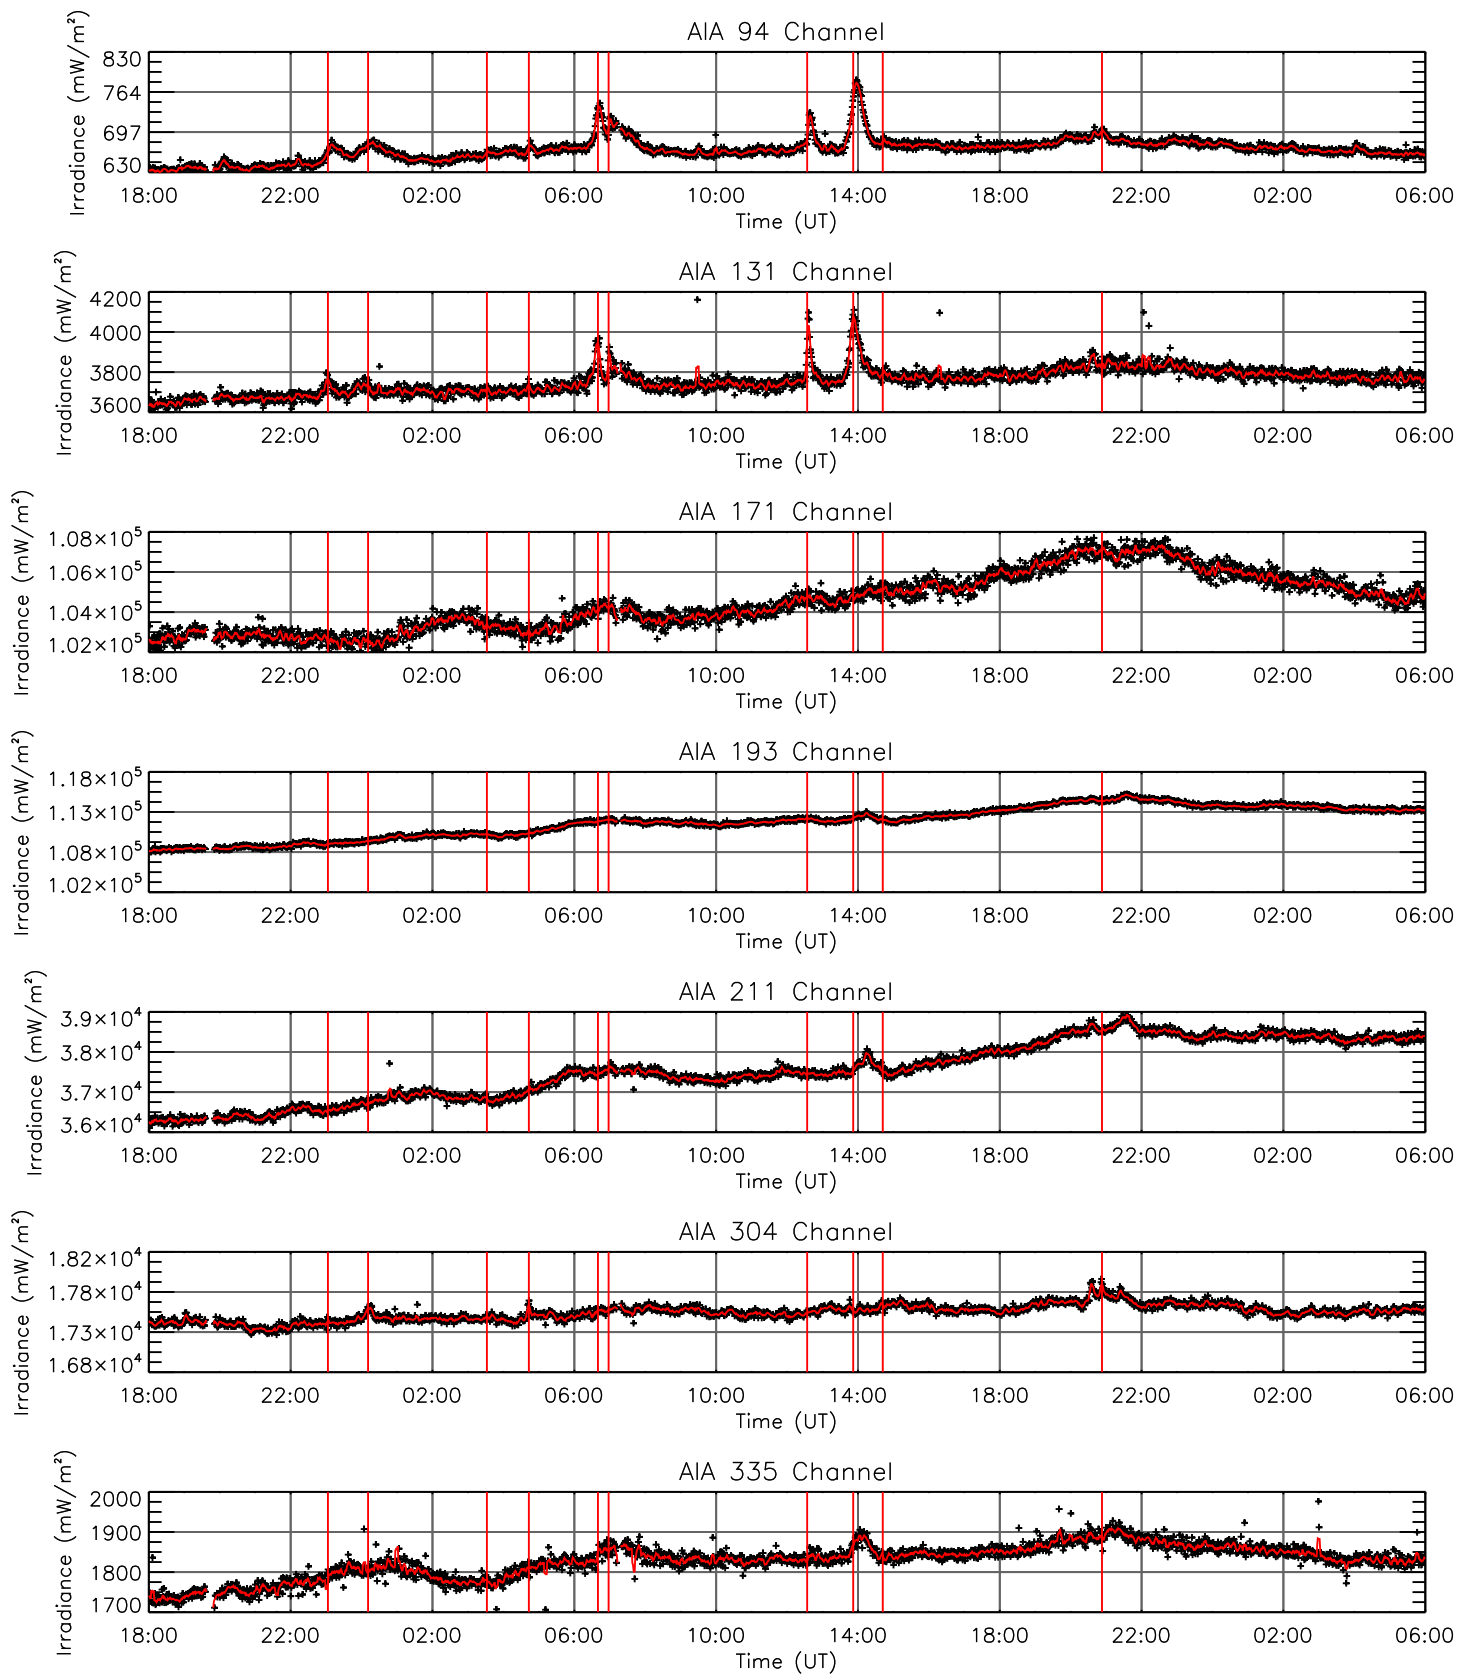 AIA 94 Channel
Irradiance (mW/m²)
830
764
697
630
18:00 22:00 02:00 06:00 10:00 14:00 18:00 22:00 02:00 06:00
Time (UT)
AIA 131 Channel
Irradiance (mW/m²)
4200
4000
3800
3600
18:00 22:00 02:00 06:00 10:00 14:00 18:00 22:00 02:00 06:00
Time (UT)
AIA 171 Channel
Irradiance (mW/m²)
1.08×10⁵
1.06×10⁵
1.04×10⁵
1.02×10⁵
18:00 22:00 02:00 06:00 10:00 14:00 18:00 22:00 02:00 06:00
Time (UT)
AIA 193 Channel
Irradiance (mW/m²)
1.18×10⁵
1.13×10⁵
1.08×10⁵
1.02×10⁵
18:00 22:00 02:00 06:00 10:00 14:00 18:00 22:00 02:00 06:00
Time (UT)
AIA 211 Channel
Irradiance (mW/m²)
3.9×10⁴
3.8×10⁴
3.7×10⁴
3.6×10⁴
18:00 22:00 02:00 06:00 10:00 14:00 18:00 22:00 02:00 06:00
Time (UT)
AIA 304 Channel
Irradiance (mW/m²)
1.82×10⁴
1.78×10⁴
1.73×10⁴
1.68×10⁴
18:00 22:00 02:00 06:00 10:00 14:00 18:00 22:00 02:00 06:00
Time (UT)
AIA 335 Channel
Irradiance (mW/m²)
2000
1900
1800
1700
18:00 22:00 02:00 06:00 10:00 14:00 18:00 22:00 02:00 06:00
Time (UT)